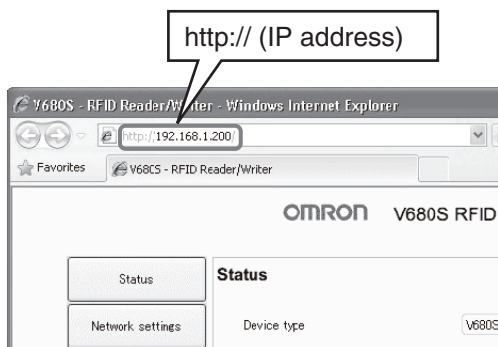 http:// (IP address)
V680S - RFID Reader/Writer - Windows Internet Explorer
http://192.168.1.200/
Favorites
V680S - RFID Reader/Writer
OMRON V680S RFID
Status
Status
Network settings
Device type
V680S